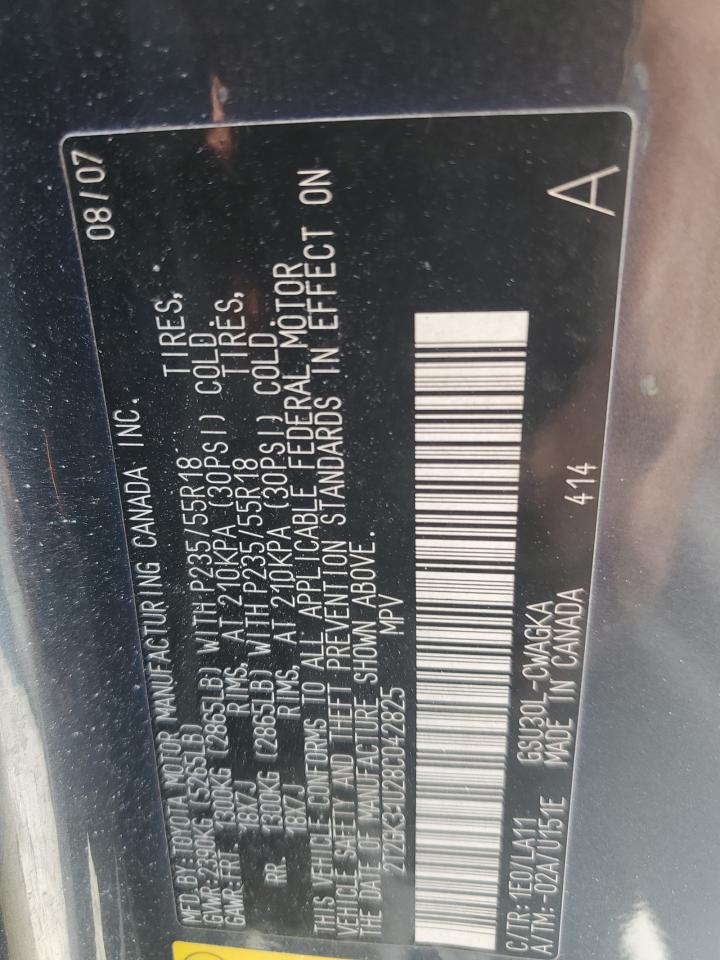 08/07
MFD BY:TOYOTA MOTOR MANUFACTURING CANADA INC.
GVWR:2390KG (5265LB)
GAWR:FRT. 1300KG (2865LB) WITH P235/55R18 TIRES,
18X7J RIMS, AT 210KPA (30PSI) COLD
RR. 1300KG (2865LB) WITH P235/55R18 TIRES,
18X7J RIMS, AT 210KPA (30PSI) COLD
THIS VEHICLE CONFORMS TO ALL APPLICABLE FEDERAL MOTOR
VEHICLE SAFETY AND THEFT PREVENTION STANDARDS IN EFFECT ON
THE DATE OF MANUFACTURE SHOWN ABOVE.
2T2GK31U28C042825 MPV
C/TR:1E0/LA11 GSU30L-CWAGKA 414 A
A/TM:-02A/U151E MADE IN CANADA